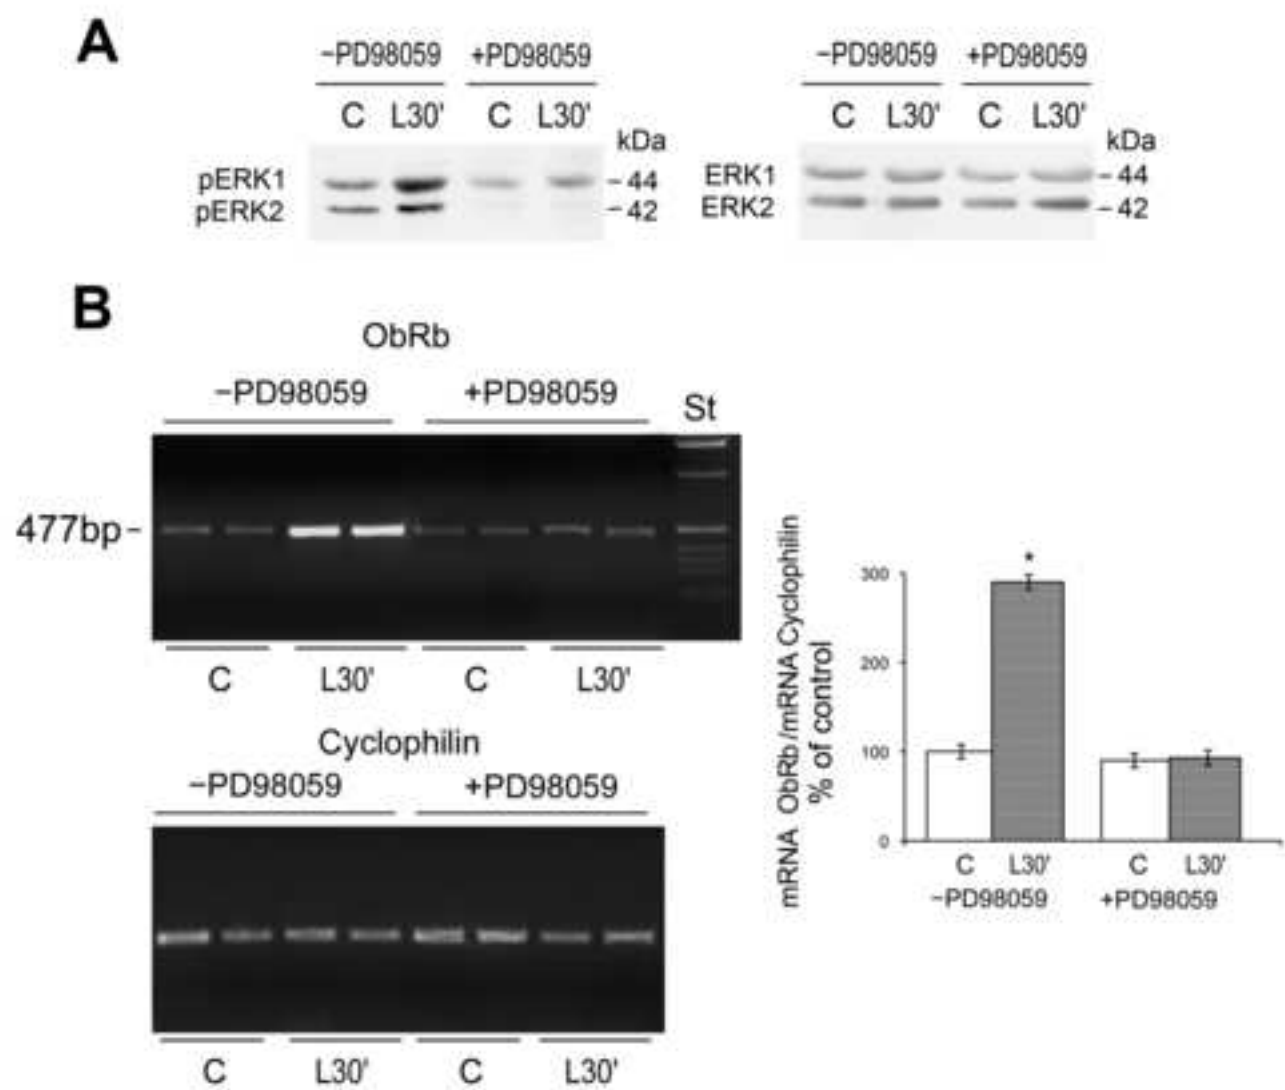 A
−PD98059 +PD98059
C L30' C L30'
kDa
pERK1 44
pERK2 42
−PD98059 +PD98059
C L30' C L30'
kDa
ERK1 44
ERK2 42
B
ObRb
−PD98059 +PD98059
St
477bp
C L30' C L30'
Cyclophilin
−PD98059 +PD98059
C L30' C L30'
mRNA ObRb/mRNA Cyclophilin
% of control
300
200
100
0
*
C L30' C L30'
−PD98059 +PD98059